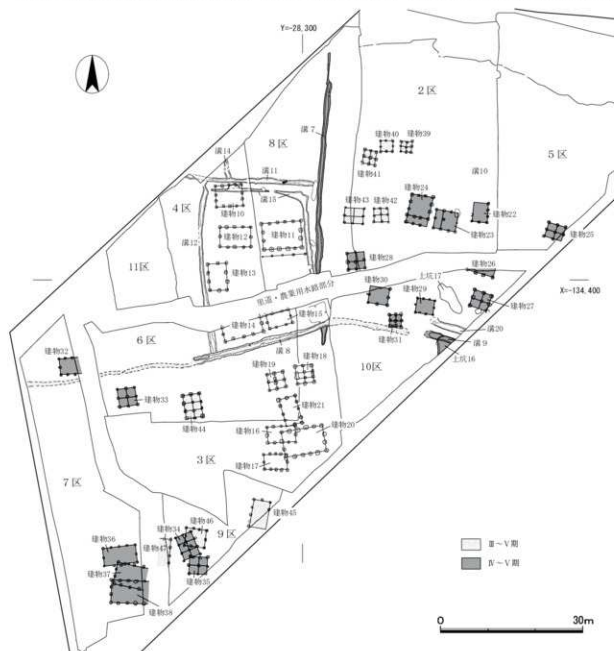 Y=-28,300
2区
溝7
建物40
建物39
8区
5区
溝14
建物41
溝11
溝10
建物24
4区
溝15
建物43
建物42
建物10
建物22
建物23
溝12
建物12
建物11
建物25
建物28
11区
建物13
土坑17
建物26
里道・農業用水路部分
建物30
X=-134,400
建物29
建物27
建物15
6区
建物14
溝20
建物31
溝9
建物32
溝8
土坑16
建物18
10区
建物19
建物33
建物21
建物44
建物16
建物20
3区
建物17
7区
建物45
建物46
建物34
9区
建物36
建物47
Ⅲ～Ⅴ期
建物37
建物35
Ⅳ～Ⅴ期
建物38
0
30m